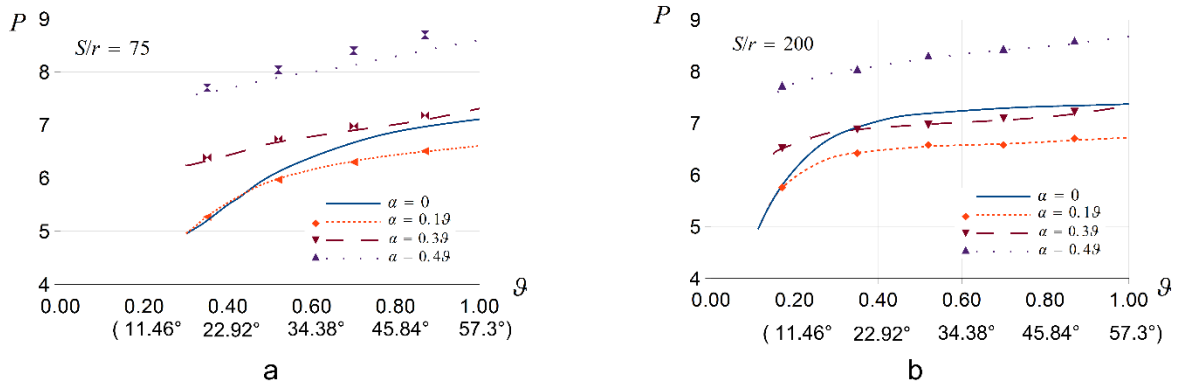 P
9
8
7
6
5
4
S/r = 75
α = 0
α = 0.1ϑ
α = 0.3ϑ
α – 0.4ϑ
0.00 0.20 0.40 0.60 0.80 1.00 ϑ
( 11.46° 22.92° 34.38° 45.84° 57.3°)
a
P
9
8
7
6
5
4
S/r = 200
α = 0
α = 0.1ϑ
α = 0.3ϑ
α = 0.4ϑ
0.00 0.20 0.40 0.60 0.80 1.00 ϑ
( 11.46° 22.92° 34.38° 45.84° 57.3°)
b